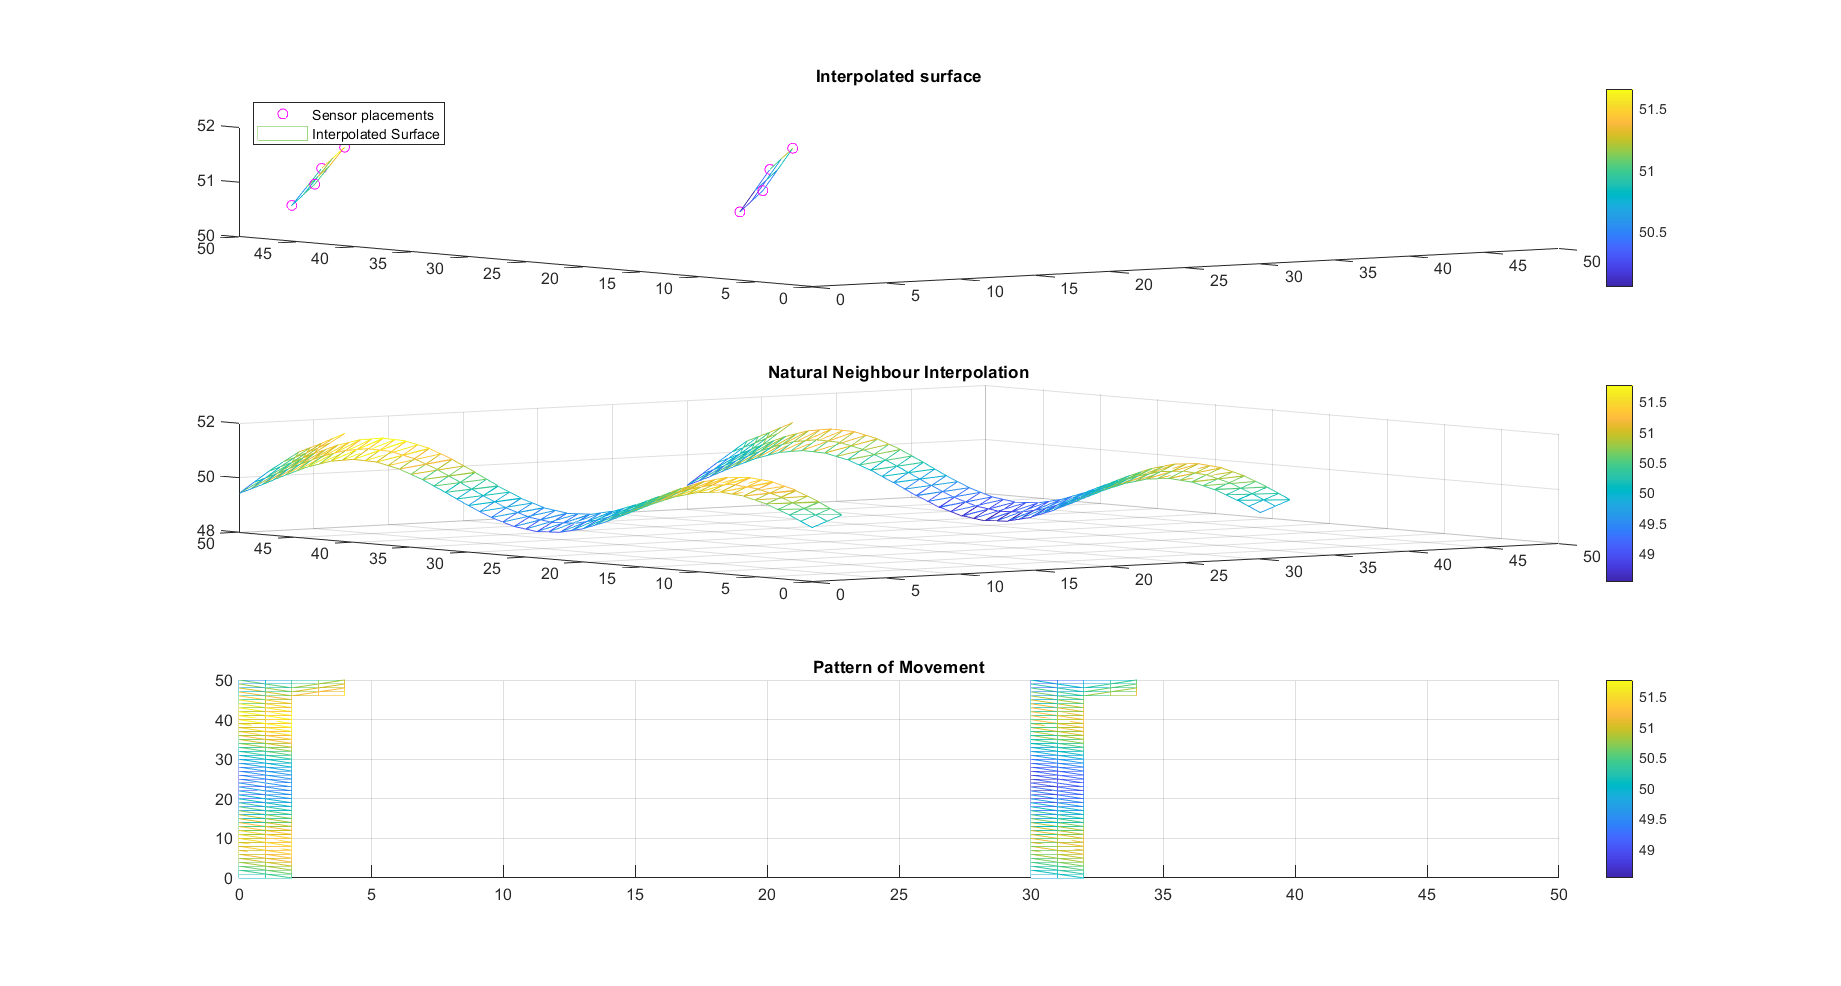 Interpolated surface
Sensor placements
Interpolated Surface
52
51
50
50 45 40 35 30 25 20 15 10 5 0
0 5 10 15 20 25 30 35 40 45 50
51.5
51
50.5
Natural Neighbour Interpolation
52
50
48
50 45 40 35 30 25 20 15 10 5 0
0 5 10 15 20 25 30 35 40 45 50
51.5
51
50.5
50
49.5
49
Pattern of Movement
50
40
30
20
10
0
0 5 10 15 20 25 30 35 40 45 50
51.5
51
50.5
50
49.5
49